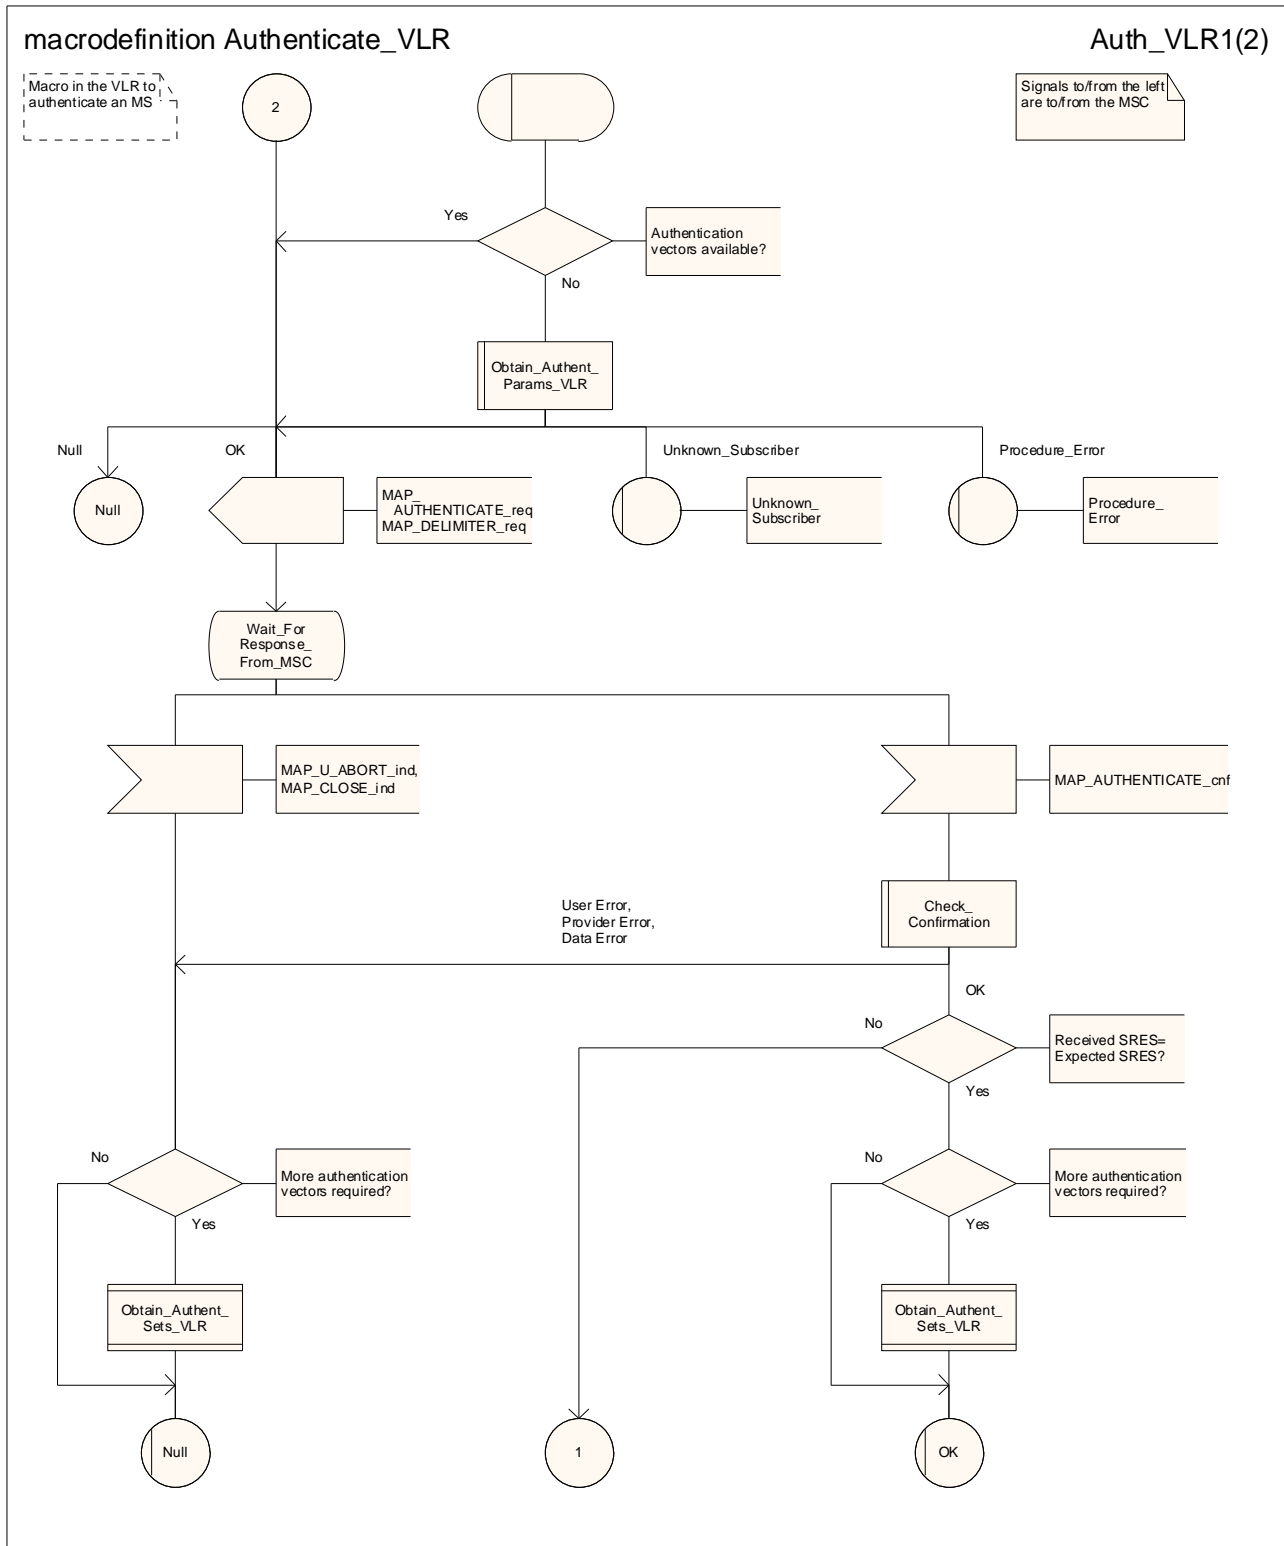 macrodefinition Authenticate_VLR
Auth_VLR1(2)
Macro in the VLR to
authenticate an MS
2
Signals to/from the left
are to/from the MSC
Yes
Authentication
vectors available?
No
Obtain_Authent_
Params_VLR
Null
OK
Unknown_Subscriber
Procedure_Error
Null
MAP_
AUTHENTICATE_req
MAP_DELIMITER_req
Unknown_
Subscriber
Procedure_
Error
Wait_For
Response_
From_MSC
MAP_U_ABORT_ind,
MAP_CLOSE_ind
MAP_AUTHENTICATE_cnf
User Error,
Provider Error,
Data Error
Check_
Confirmation
OK
No
Received SRES=
Expected SRES?
Yes
No
More authentication
vectors required?
Yes
No
More authentication
vectors required?
Yes
Obtain_Authent_
Sets_VLR
Obtain_Authent_
Sets_VLR
Null
1
OK